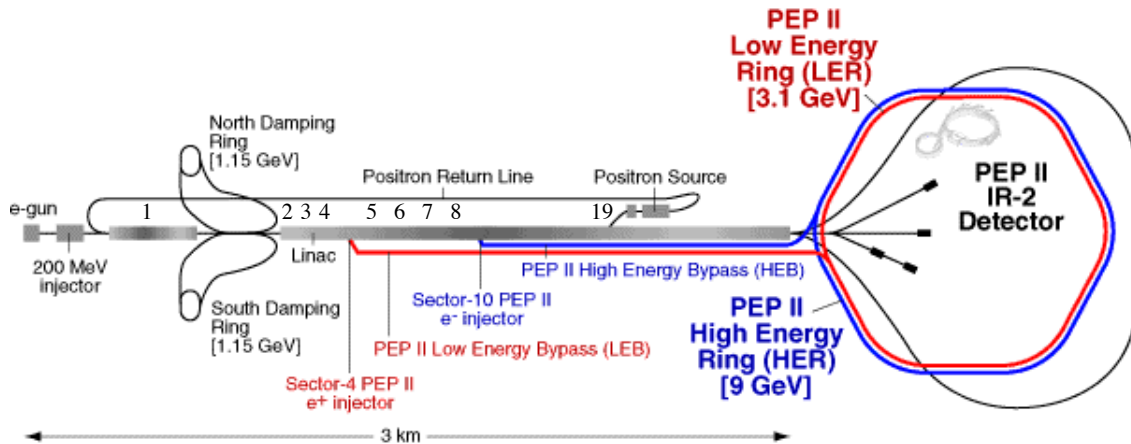 PEP II
Low Energy
Ring (LER)
[3.1 GeV]
North Damping
Ring
[1.15 GeV]
Positron Return Line
Positron Source
PEP II
IR-2
Detector
e-gun
1
2 3 4 5 6 7 8 19
Linac
200 MeV
injector
PEP II High Energy Bypass (HEB)
South Damping
Ring
[1.15 GeV]
Sector-10 PEP II
e- injector
PEP II Low Energy Bypass (LEB)
PEP II
High Energy
Ring (HER)
[9 GeV]
Sector-4 PEP II
e+ injector
3 km